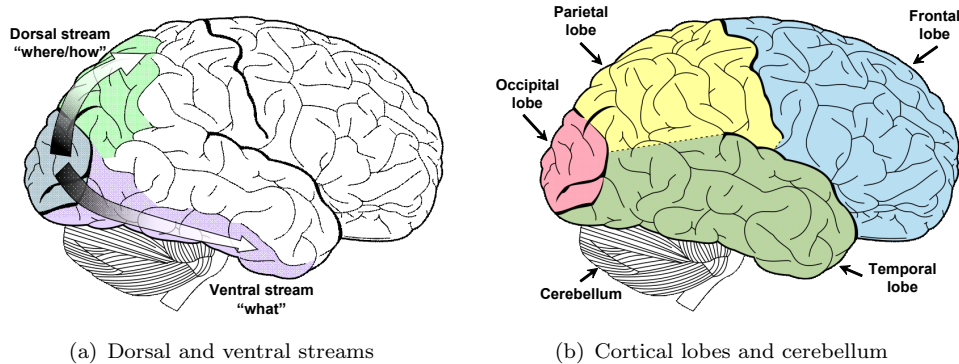 Dorsal stream
“where/how”
Ventral stream
“what”
(a) Dorsal and ventral streams
Parietal
lobe
Frontal
lobe
Occipital
lobe
Cerebellum
Temporal
lobe
(b) Cortical lobes and cerebellum